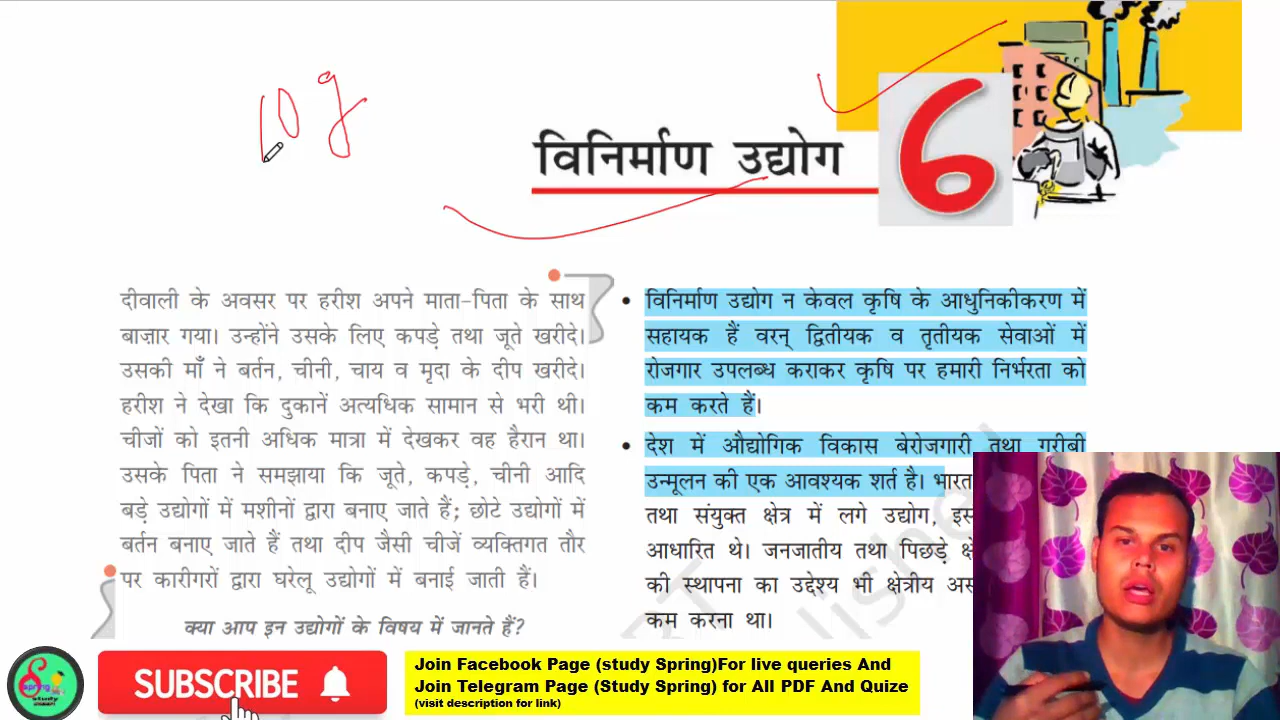 10 g
विनिर्माण उद्योग
6
दीवाली के अवसर पर हरीश अपने माता-पिता के साथ
बाजार गया। उन्होंने उसके लिए कपड़े तथा जूते खरीदे।
उसकी माँ ने बर्तन, चीनी, चाय व मृदा के दीप खरीदे।
हरीश ने देखा कि दुकानें अत्यधिक सामान से भरी थी।
चीजों को इतनी अधिक मात्रा में देखकर वह हैरान था।
उसके पिता ने समझाया कि जूते, कपड़े, चीनी आदि
बड़े उद्योगों में मशीनों द्वारा बनाए जाते हैं; छोटे उद्योगों में
बर्तन बनाए जाते हैं तथा दीप जैसी चीजें व्यक्तिगत तौर
पर कारीगरों द्वारा घरेलू उद्योगों में बनाई जाती हैं।
क्या आप इन उद्योगों के विषय में जानते हैं?
• विनिर्माण उद्योग न केवल कृषि के आधुनिकीकरण में
सहायक हैं वरन् द्वितीयक व तृतीयक सेवाओं में
रोजगार उपलब्ध कराकर कृषि पर हमारी निर्भरता को
कम करते हैं।
• देश में औद्योगिक विकास बेरोजगारी तथा गरीबी
उन्मूलन की एक आवश्यक शर्त है। भारत
तथा संयुक्त क्षेत्र में लगे उद्योग,
आधारित थे। जनजातीय तथा पिछड़े
की स्थापना का उद्देश्य भी क्षेत्रीय
कम करना था।
Spring
study
SUBSCRIBE
Join Facebook Page (study Spring)For live queries And
Join Telegram Page (Study Spring) for All PDF And Quize
(visit description for link)